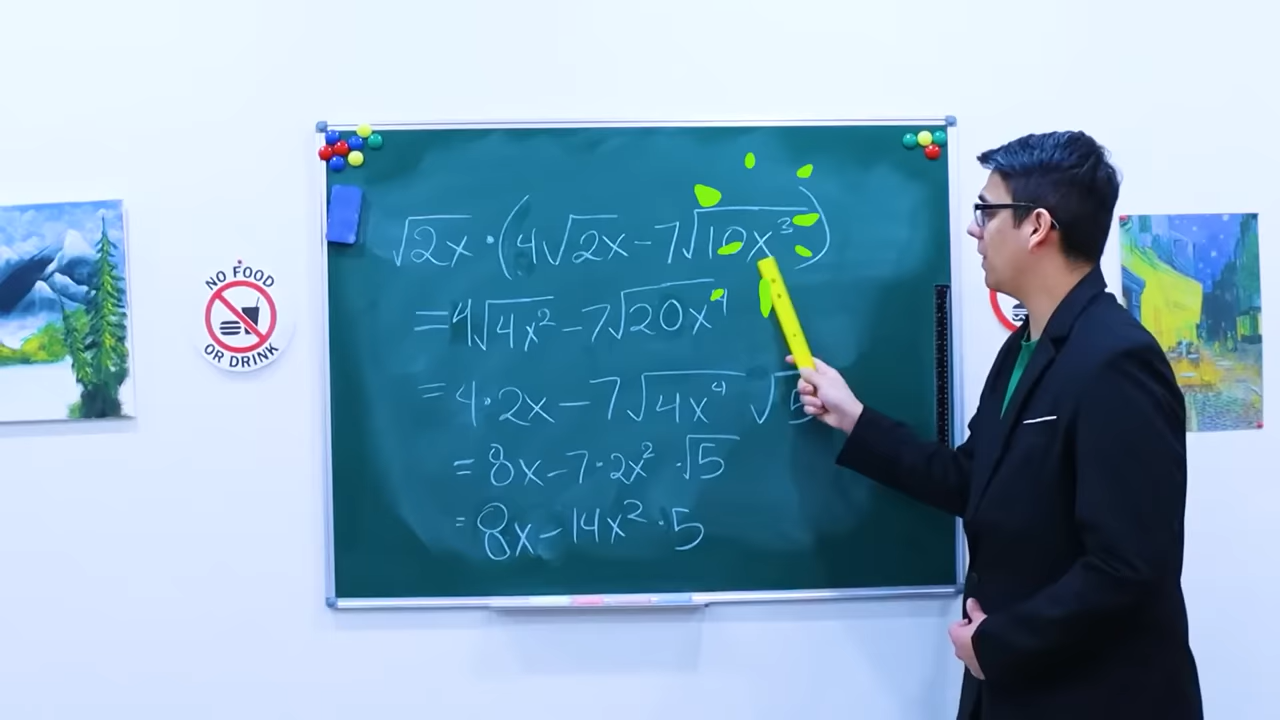 √2x · (4√2x − 7√10x³)
= 4√4x² − 7√20x⁴
= 4·2x − 7√4x⁴ √5
= 8x − 7·2x² · √5
= 8x − 14x² · 5
NO FOOD
OR DRINK